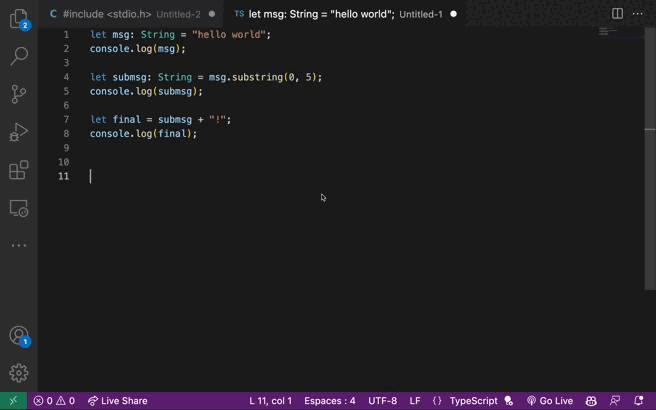 C #include <stdio.h> Untitled-2 ● TS let msg: String = "hello world"; Untitled-1 ●
2
1 let msg: String = "hello world";
2 console.log(msg);
3
4 let submsg: String = msg.substring(0, 5);
5 console.log(submsg);
6
7 let final = submsg + "!";
8 console.log(final);
9
10
11
1
0 0 Live Share L 11, col 1 Espaces : 4 UTF-8 LF {} TypeScript Go Live